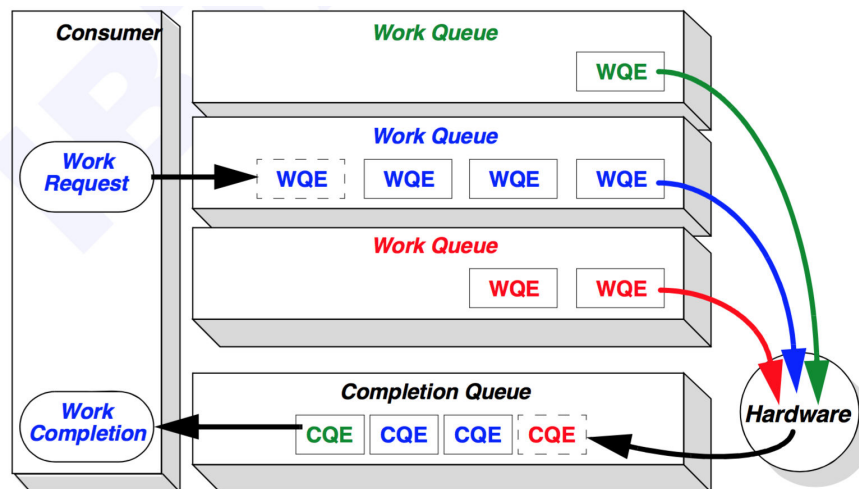 Consumer
Work Queue
WQE
Work Queue
Work
Request
WQE WQE WQE WQE
Work Queue
WQE WQE
Completion Queue
Work
Completion
CQE CQE CQE CQE
Hardware